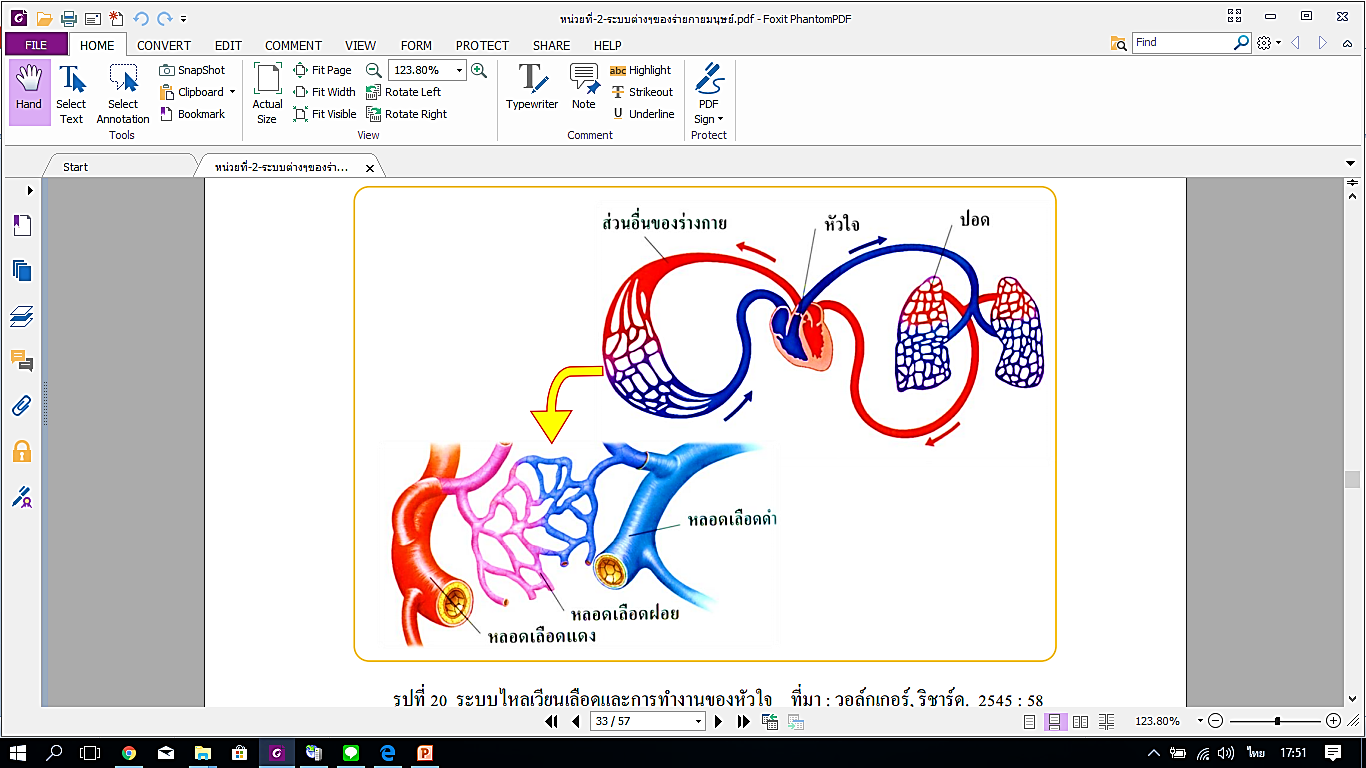 หน่วยที่-2-ระบบต่างๆของร่ายกายมนุษย์.pdf - Foxit PhantomPDF
FILE HOME CONVERT EDIT COMMENT VIEW FORM PROTECT SHARE HELP
Find
Hand
Select Text
Select Annotation
SnapShot
Clipboard
Bookmark
Tools
Actual Size
Fit Page
Fit Width
Fit Visible
123.80%
Rotate Left
Rotate Right
View
Typewriter
Note
abc Highlight
T Strikeout
U Underline
Comment
PDF Sign
Protect
Start
หน่วยที่-2-ระบบต่างๆของร่า...
ส่วนอื่นของร่างกาย
หัวใจ
ปอด
หลอดเลือดดำ
หลอดเลือดฝอย
หลอดเลือดแดง
รูปที่ 20 ระบบไหลเวียนเลือดและการทำงานของหัวใจ ที่มา : วอล์กเกอร์, ริชาร์ด. 2545 : 58
33 / 57
123.80%
ไทย
17:51